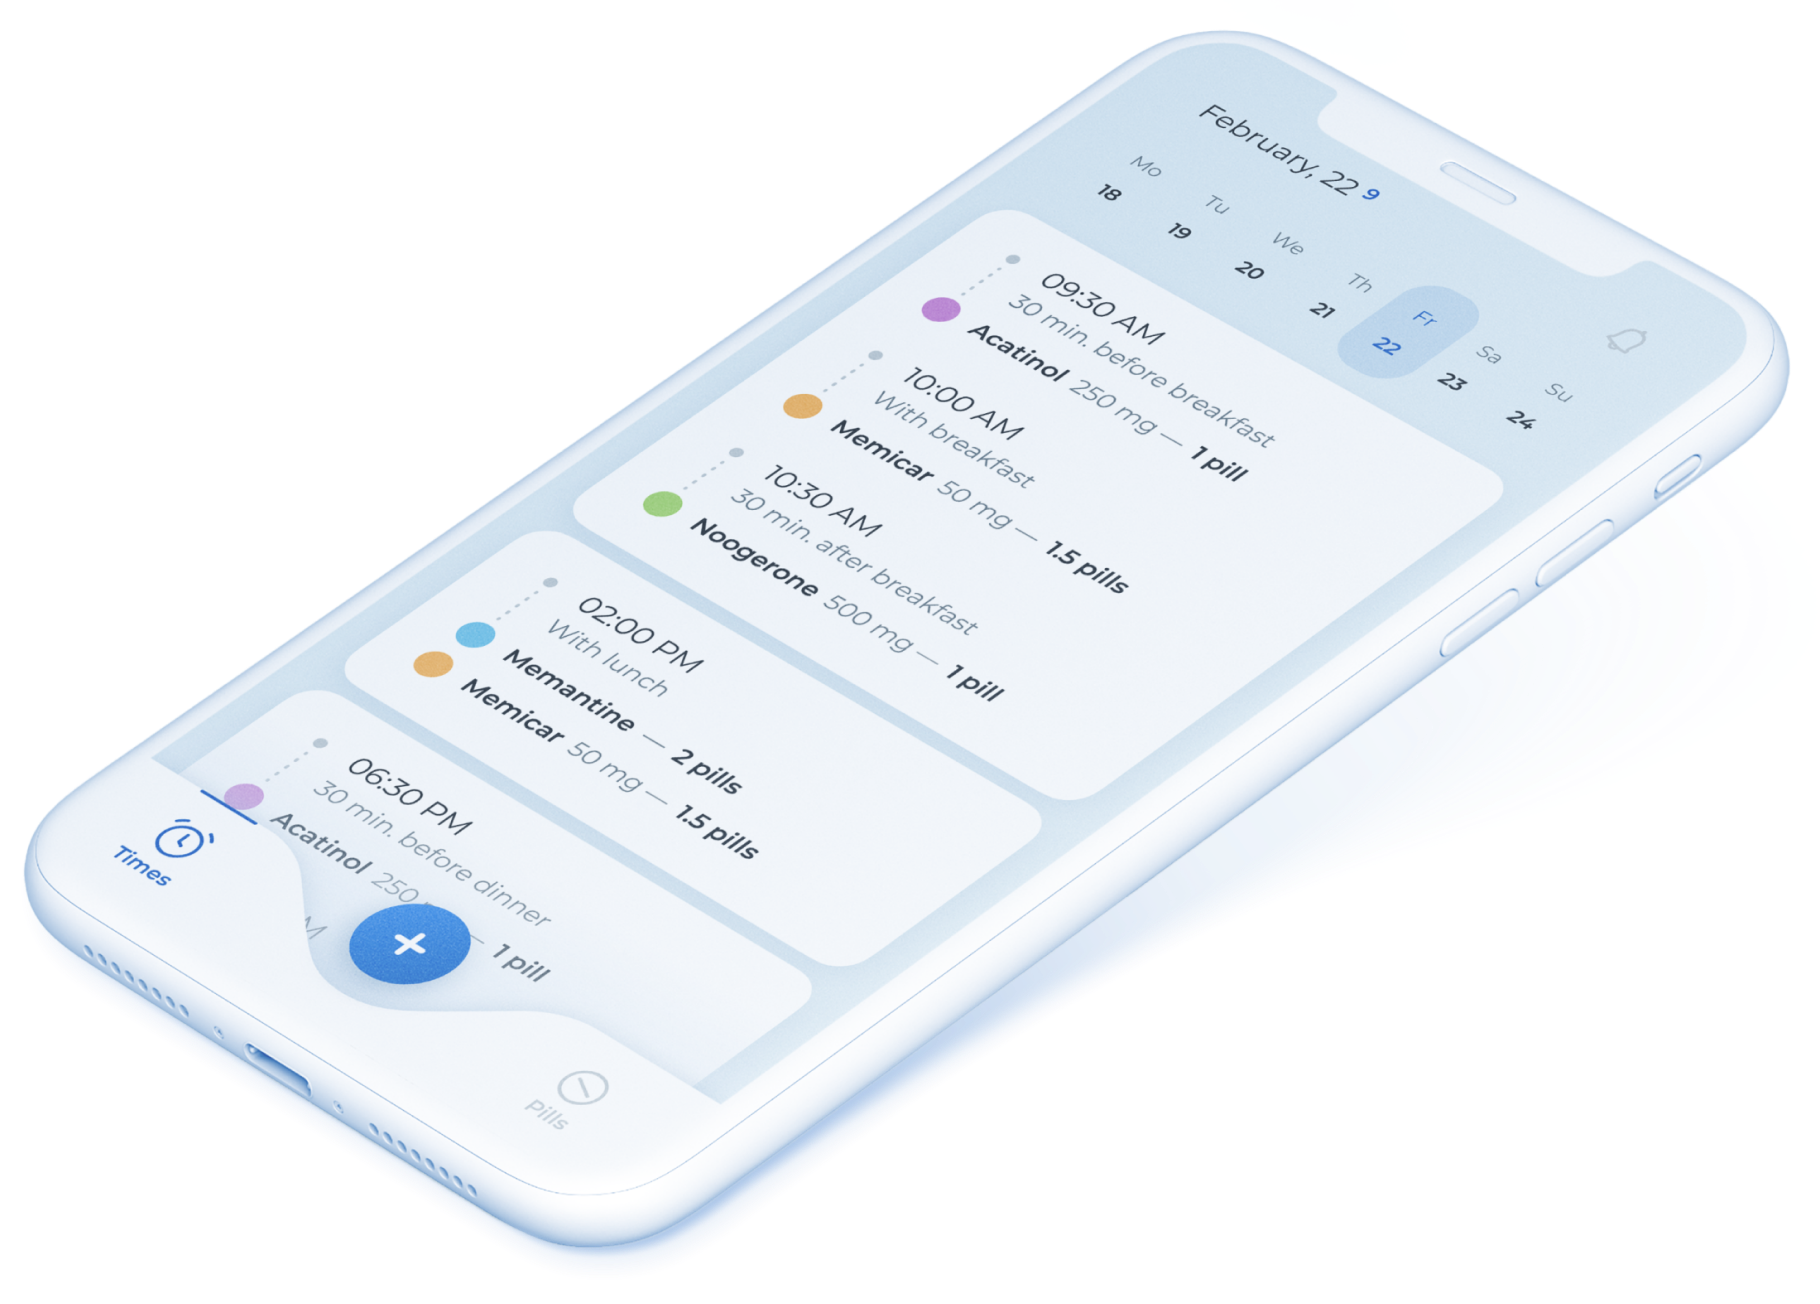 February, 22 9
Mo Tu We Th Fr Sa Su
18 19 20 21 22 23 24
09:30 AM
30 min. before breakfast
Acatinol 250 mg — 1 pill
10:00 AM
With breakfast
Memicar 50 mg — 1.5 pills
10:30 AM
30 min. after breakfast
Noogerone 500 mg — 1 pill
02:00 PM
With lunch
Memantine — 2 pills
Memicar 50 mg — 1.5 pills
06:30 PM
30 min. before dinner
Acatinol 250 — 1 pill
M
Times
Pills